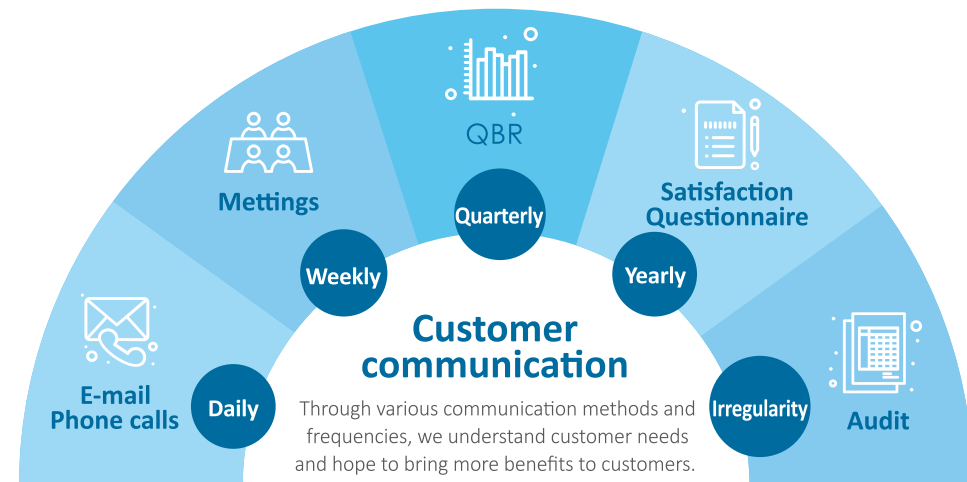 QBR
Quarterly
Mettings
Weekly
Satisfaction
Questionnaire
Yearly
E-mail
Phone calls
Daily
Customer
communication
Through various communication methods and
frequencies, we understand customer needs
and hope to bring more benefits to customers.
Irregularity
Audit